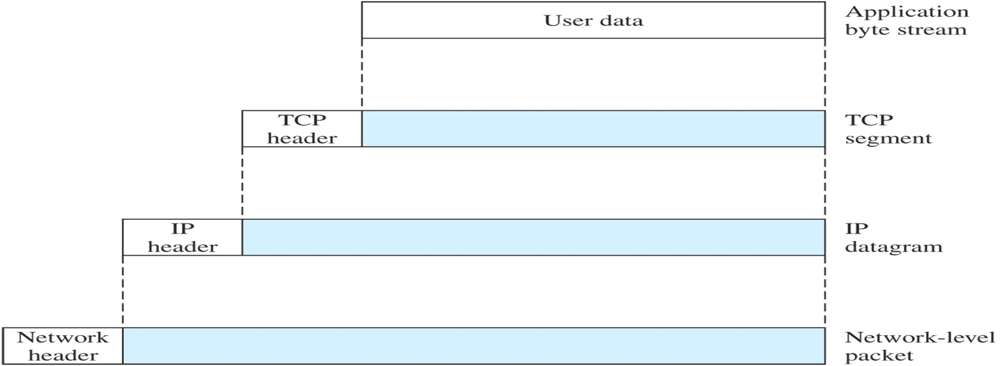 User data
Application
byte stream
TCP
header
TCP
segment
IP
header
IP
datagram
Network
header
Network-level
packet